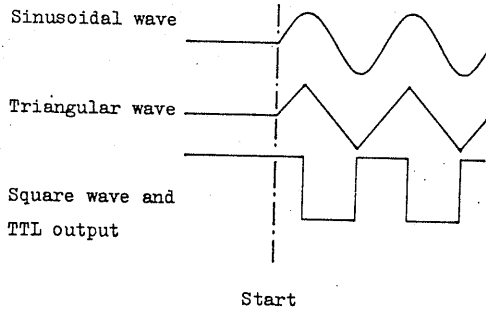 Sinusoidal wave
Triangular wave
Square wave and
TTL output
Start